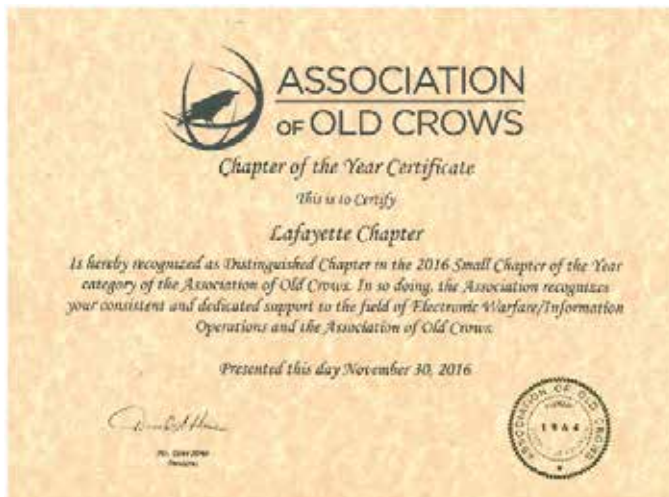 ASSOCIATION
OF OLD CROWS
Chapter of the Year Certificate
This is to Certify
Lafayette Chapter
Is hereby recognized as Distinguished Chapter in the 2016 Small Chapter of the Year
category of the Association of Old Crows. In so doing, the Association recognizes
your consistent and dedicated support to the field of Electronic Warfare/Information
Operations and the Association of Old Crows.
Presented this day November 30, 2016
President
ASSOCIATION OF OLD CROWS
1964